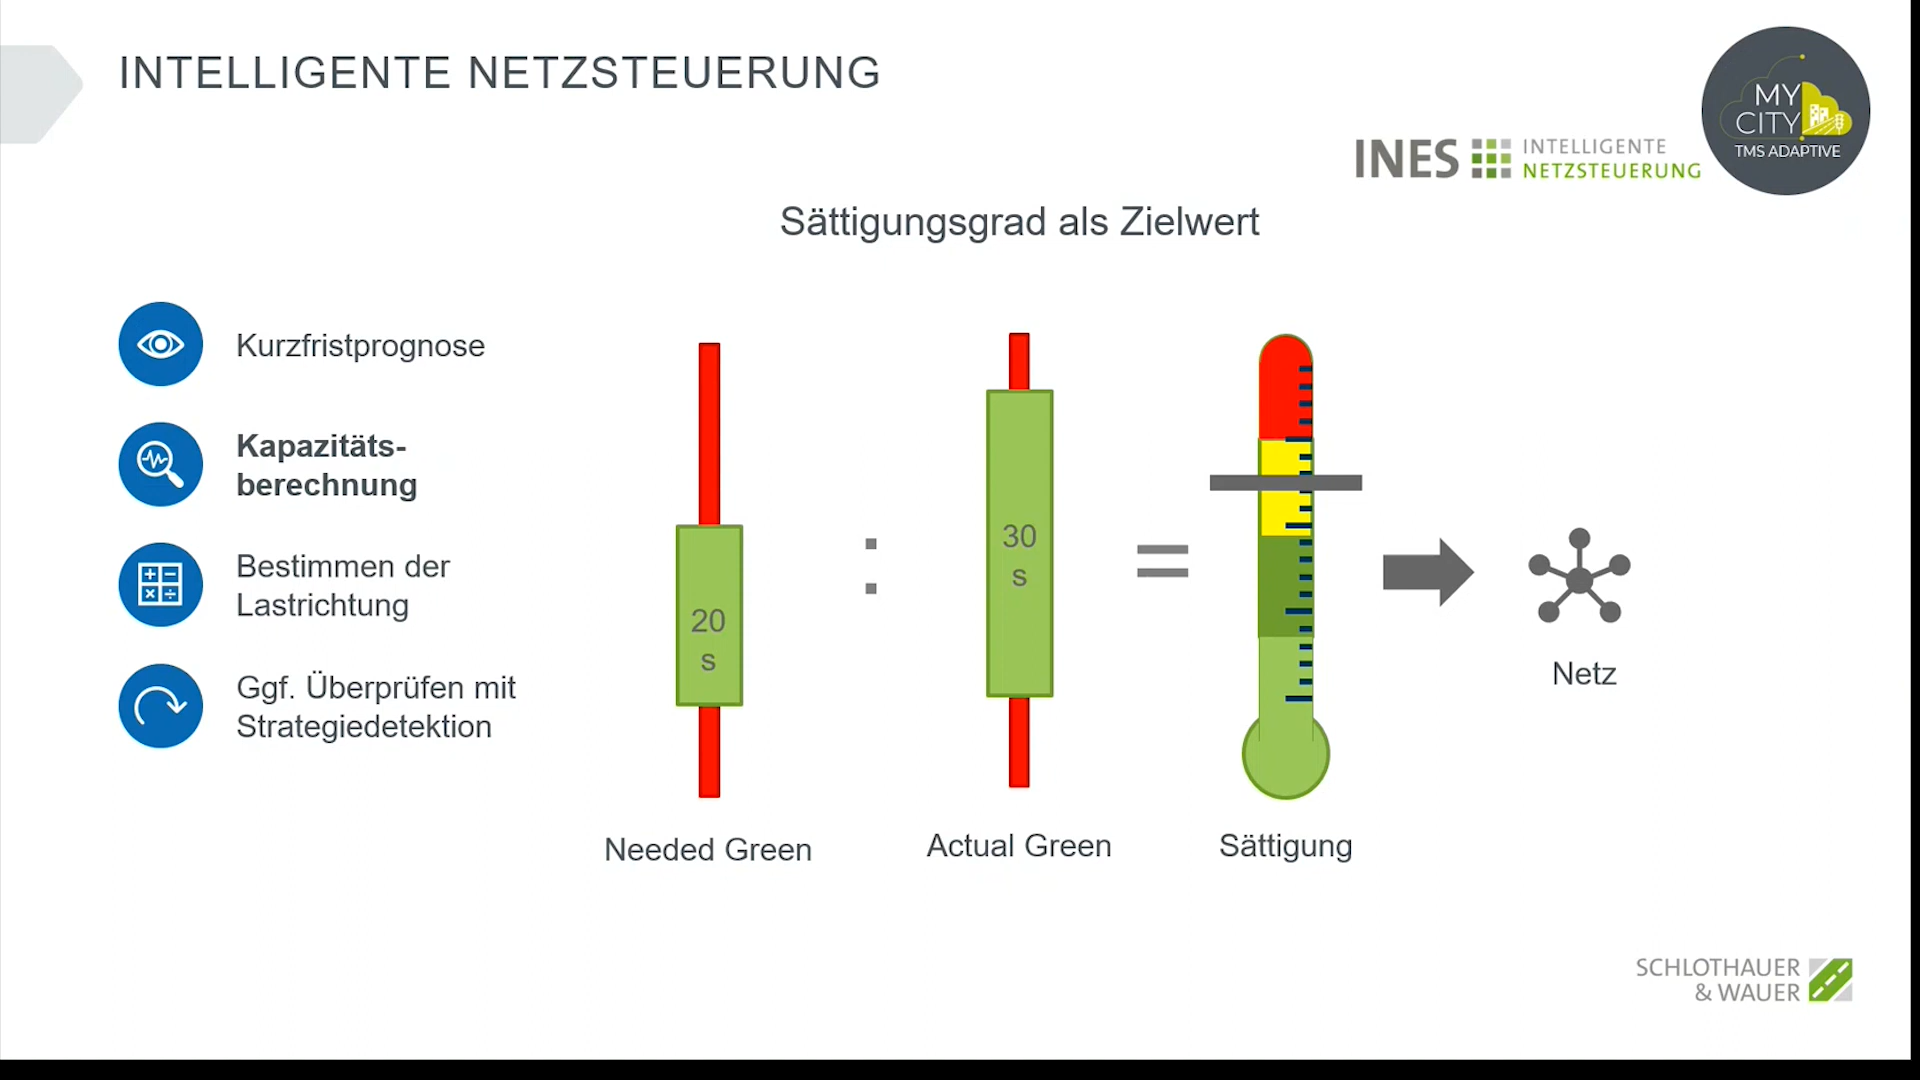 INTELLIGENTE NETZSTEUERUNG
MY
CITY
TMS ADAPTIVE
INES INTELLIGENTE
NETZSTEUERUNG
Sättigungsgrad als Zielwert
Kurzfristprognose
Kapazitäts-
berechnung
Bestimmen der
Lastrichtung
Ggf. Überprüfen mit
Strategiedetektion
20
s
:
30
s
=
Netz
Needed Green
Actual Green
Sättigung
SCHLOTHAUER
& WAUER